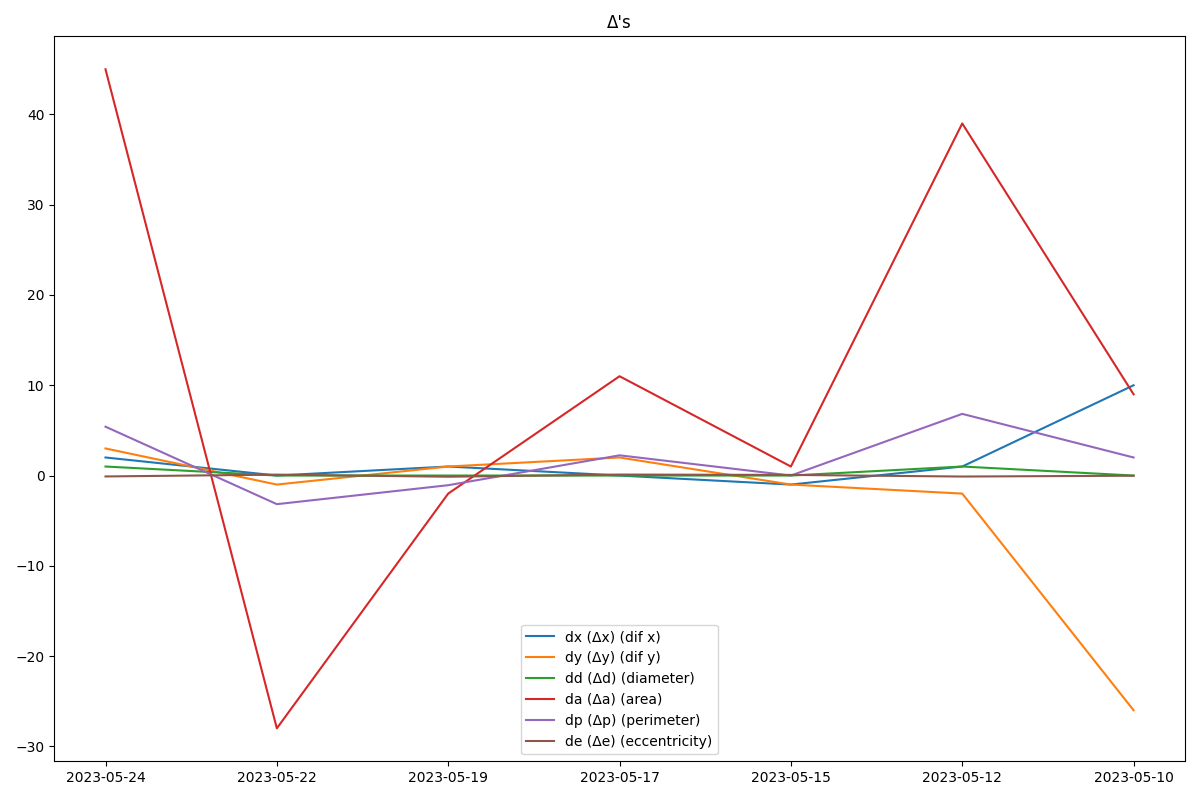 Δ's
40
30
20
10
0
−10
−20
−30
dx (Δx) (dif x)
dy (Δy) (dif y)
dd (Δd) (diameter)
da (Δa) (area)
dp (Δp) (perimeter)
de (Δe) (eccentricity)
2023-05-24 2023-05-22 2023-05-19 2023-05-17 2023-05-15 2023-05-12 2023-05-10